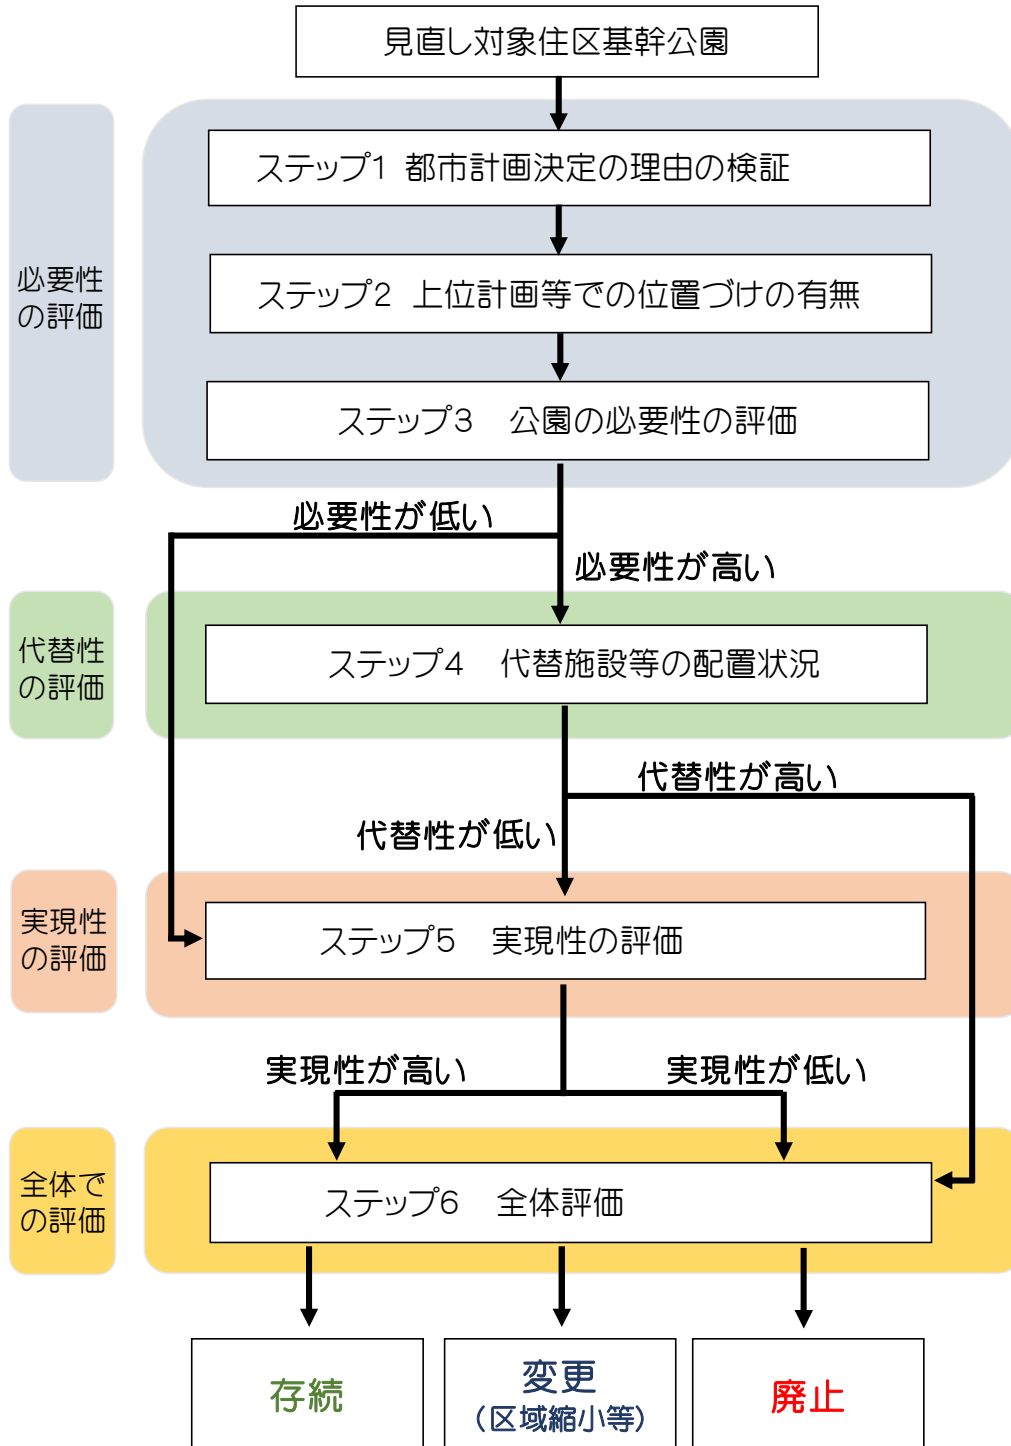 見直し対象住区基幹公園
ステップ1 都市計画決定の理由の検証
ステップ2 上位計画等での位置づけの有無
必要性
の評価
ステップ3 公園の必要性の評価
必要性が低い
必要性が高い
代替性
の評価
ステップ4 代替施設等の配置状況
代替性が高い
代替性が低い
実現性
の評価
ステップ5 実現性の評価
実現性が高い
実現性が低い
全体で
の評価
ステップ6 全体評価
存続
変更
（区域縮小等）
廃止